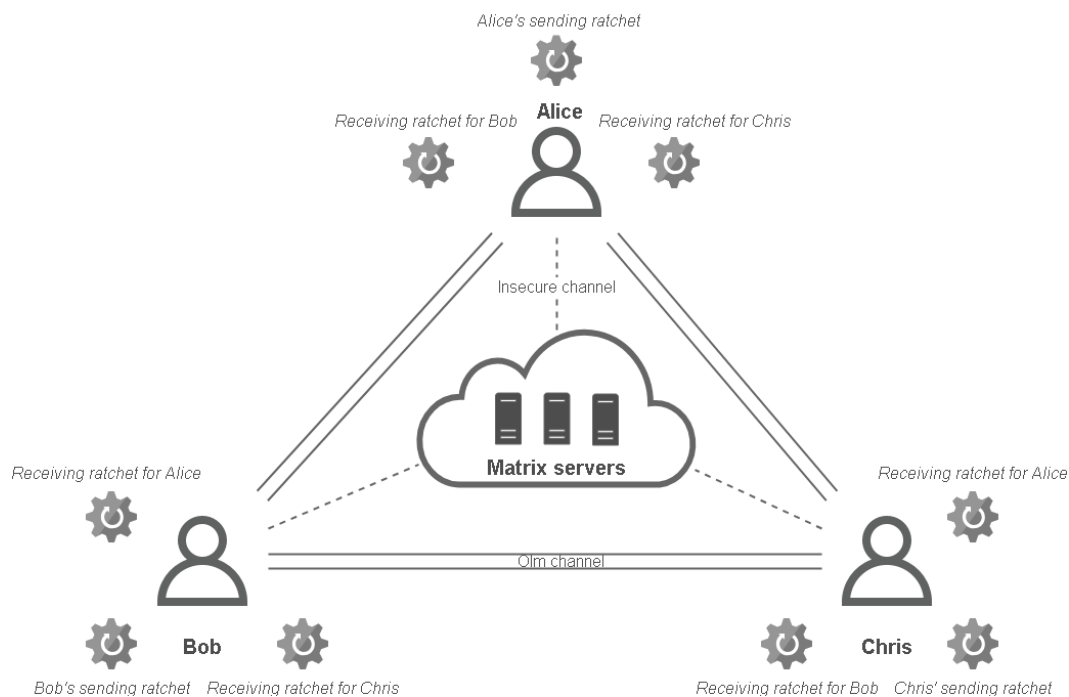 Alice's sending ratchet
Alice
Receiving ratchet for Bob
Receiving ratchet for Chris
Insecure channel
Matrix servers
Receiving ratchet for Alice
Receiving ratchet for Alice
Olm channel
Bob
Chris
Bob's sending ratchet
Receiving ratchet for Chris
Receiving ratchet for Bob
Chris' sending ratchet